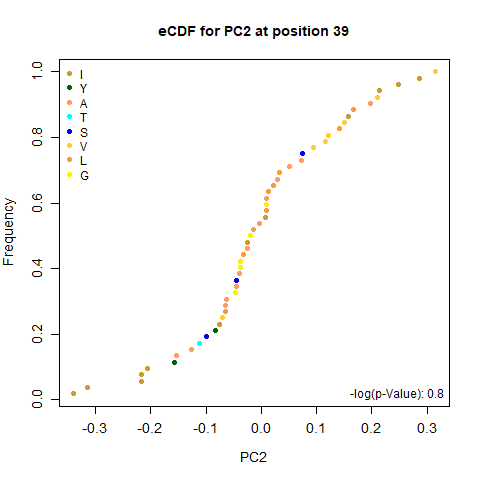 eCDF for PC2 at position 39
I
Y
A
T
S
V
L
G
1.0
0.8
0.6
0.4
0.2
0.0
Frequency
-log(p-Value): 0.8
-0.3 -0.2 -0.1 0.0 0.1 0.2 0.3
PC2